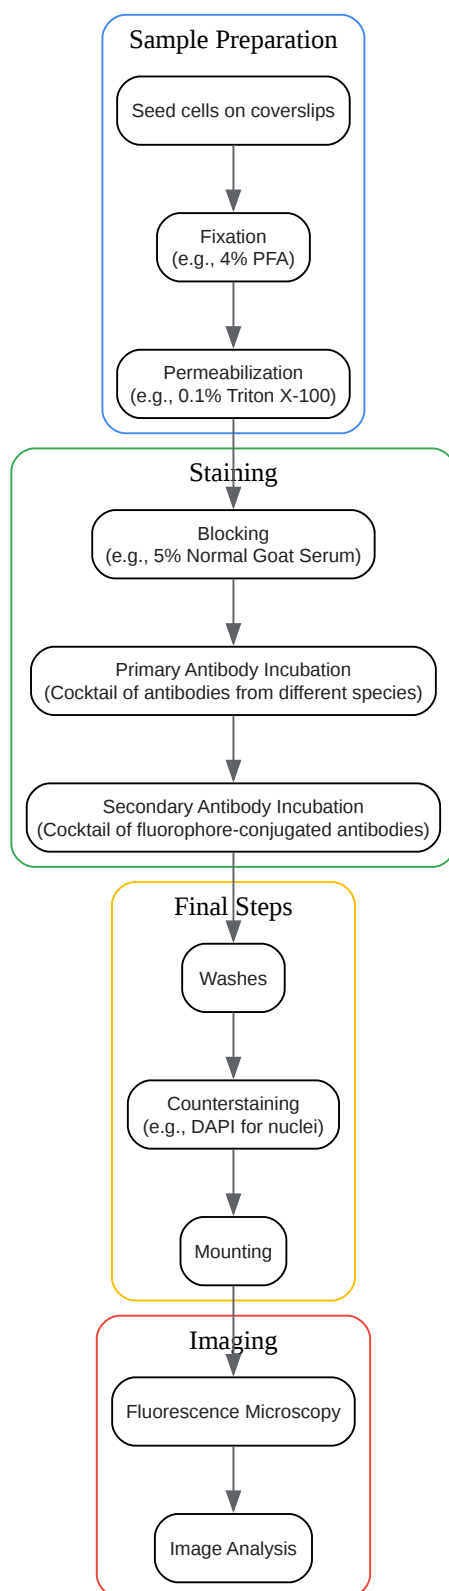 Sample Preparation
Seed cells on coverslips
Fixation
(e.g., 4% PFA)
Permeabilization
(e.g., 0.1% Triton X-100)
Staining
Blocking
(e.g., 5% Normal Goat Serum)
Primary Antibody Incubation
(Cocktail of antibodies from different species)
Secondary Antibody Incubation
(Cocktail of fluorophore-conjugated antibodies)
Final Steps
Washes
Counterstaining
(e.g., DAPI for nuclei)
Mounting
Imaging
Fluorescence Microscopy
Image Analysis